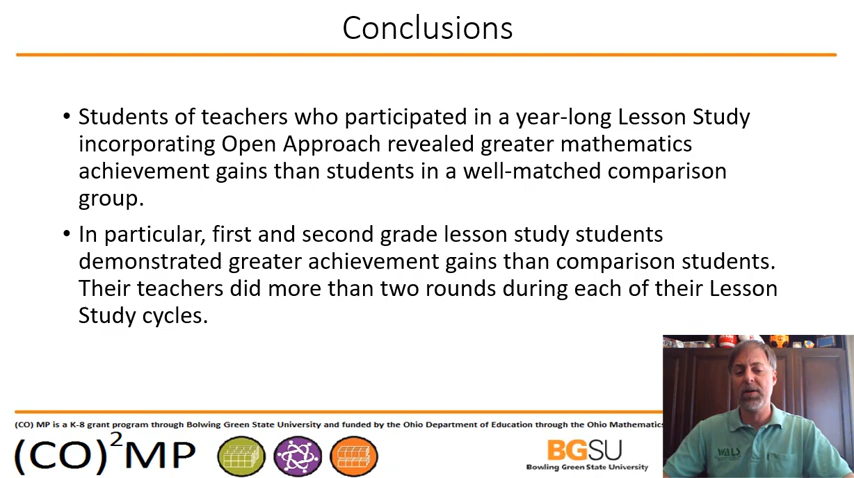 Conclusions
• Students of teachers who participated in a year-long Lesson Study
incorporating Open Approach revealed greater mathematics
achievement gains than students in a well-matched comparison
group.
• In particular, first and second grade lesson study students
demonstrated greater achievement gains than comparison students.
Their teachers did more than two rounds during each of their Lesson
Study cycles.
(CO) MP is a K-8 grant program through Bolwing Green State University and funded by the Ohio Department of Education through the Ohio Mathematics
(CO)²MP
BGSU
Bowling Green State University